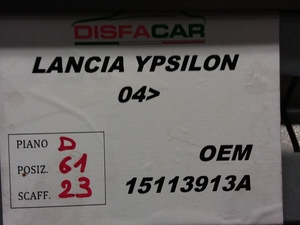 DISFACAR
LANCIA YPSILON
04>
PIANO D
POSIZ. 61
SCAFF. 23
OEM
15113913A